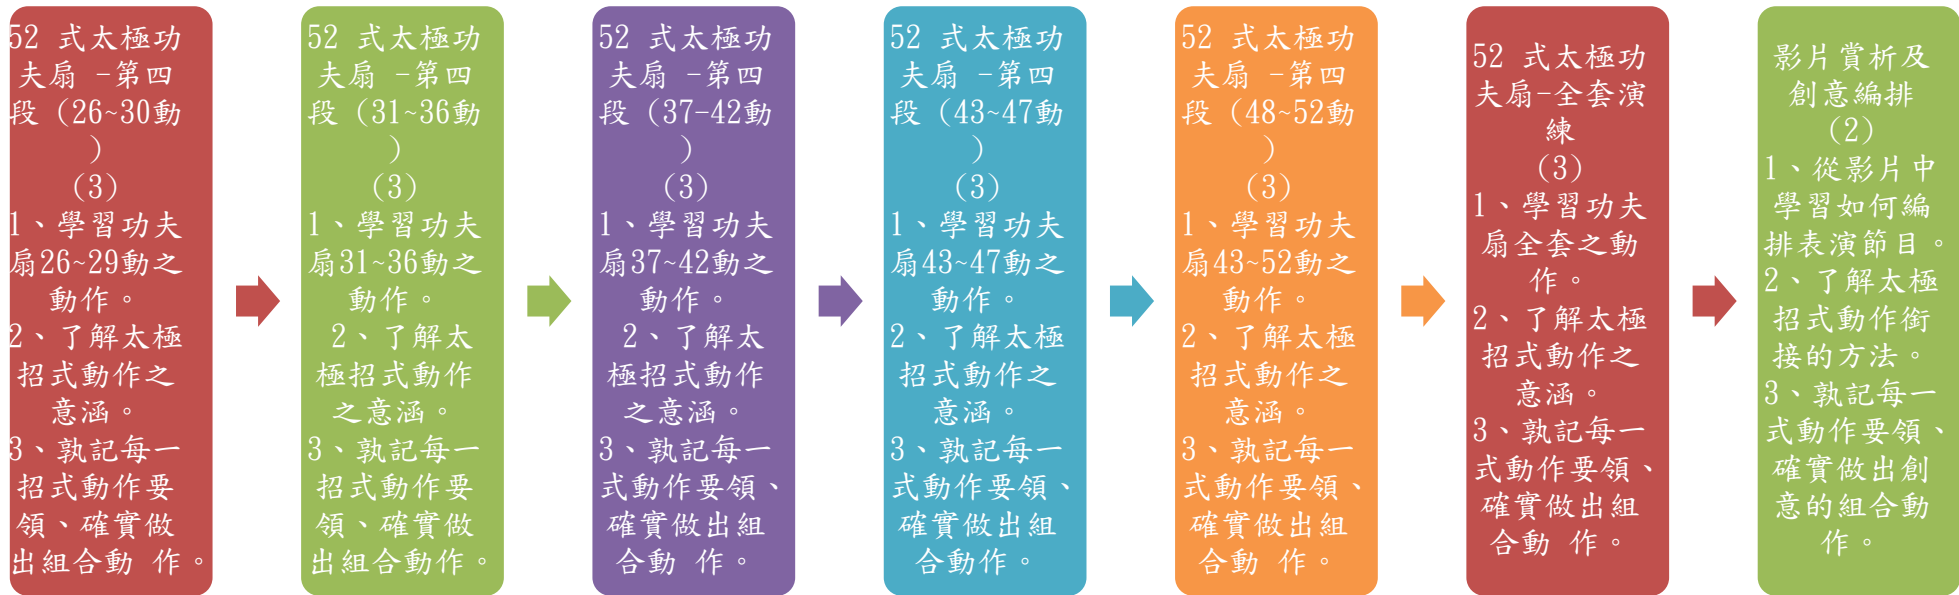 52 式太極功
夫扇 -第四
段 (26~30動
)
(3)
1、學習功夫
扇26~29動之
動作。
2、了解太極
招式動作之
意涵。
3、孰記每一
招式動作要
領、確實做
出組合動 作。
52 式太極功
夫扇 -第四
段 (31~36動
)
(3)
1、學習功夫
扇31~36動之
動作。
2、了解太
極招式動作
之意涵。
3、孰記每一
招式動作要
領、確實做
出組合動作。
52 式太極功
夫扇 -第四
段 (37-42動
)
(3)
1、學習功夫
扇37~42動之
動作。
2、了解太
極招式動作
之意涵。
3、孰記每一
式動作要領、
確實做出組
合動 作。
52 式太極功
夫扇 -第四
段 (43~47動
)
(3)
1、學習功夫
扇43~47動之
動作。
2、了解太極
招式動作之
意涵。
3、孰記每一
式動作要領、
確實做出組
合動作。
52 式太極功
夫扇 -第四
段 (48~52動
)
(3)
1、學習功夫
扇43~52動之
動作。
2、了解太極
招式動作之
意涵。
3、孰記每一
式動作要領、
確實做出組
合動 作。
52 式太極功
夫扇-全套演
練
(3)
1、學習功夫
扇全套之動
作。
2、了解太極
招式動作之
意涵。
3、孰記每一
式動作要領、
確實做出組
合動 作。
影片賞析及
創意編排
(2)
1、從影片中
學習如何編
排表演節目。
2、了解太極
招式動作銜
接的方法。
3、孰記每一
式動作要領、
確實做出創
意的組合動
作。